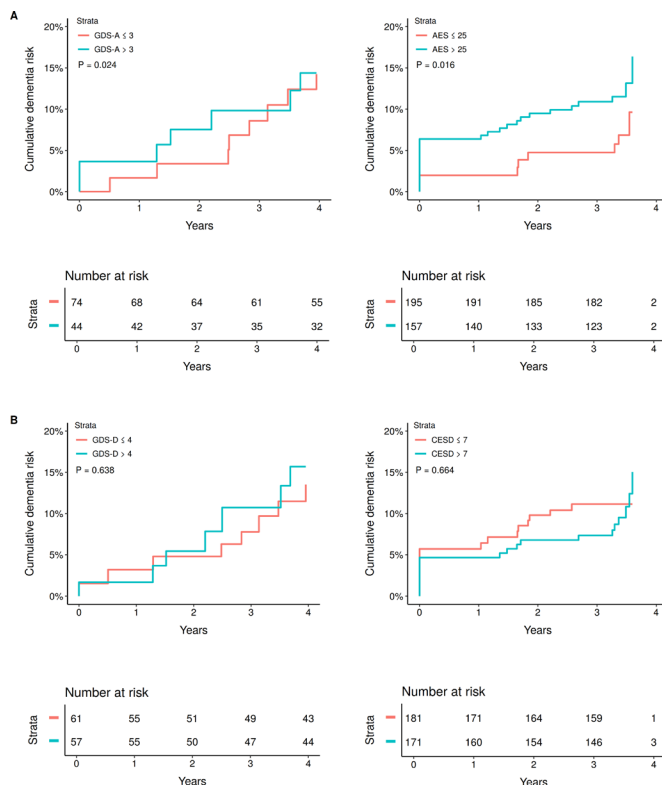 A
Strata
GDS-A ≤ 3
GDS-A > 3
P = 0.024
20%
15%
10%
5%
0%
Cumulative dementia risk
0 1 2 3 4
Years
Number at risk
Strata
74 68 64 61 55
44 42 37 35 32
0 1 2 3 4
Years
Strata
AES ≤ 25
AES > 25
P = 0.016
20%
15%
10%
5%
0%
Cumulative dementia risk
0 1 2 3 4
Years
Number at risk
Strata
195 191 185 182 2
157 140 133 123 2
0 1 2 3 4
Years
B
Strata
GDS-D ≤ 4
GDS-D > 4
P = 0.638
20%
15%
10%
5%
0%
Cumulative dementia risk
0 1 2 3 4
Years
Number at risk
Strata
61 55 51 49 43
57 55 50 47 44
0 1 2 3 4
Years
Strata
CESD ≤ 7
CESD > 7
P = 0.664
20%
15%
10%
5%
0%
Cumulative dementia risk
0 1 2 3 4
Years
Number at risk
Strata
181 171 164 159 1
171 160 154 146 3
0 1 2 3 4
Years